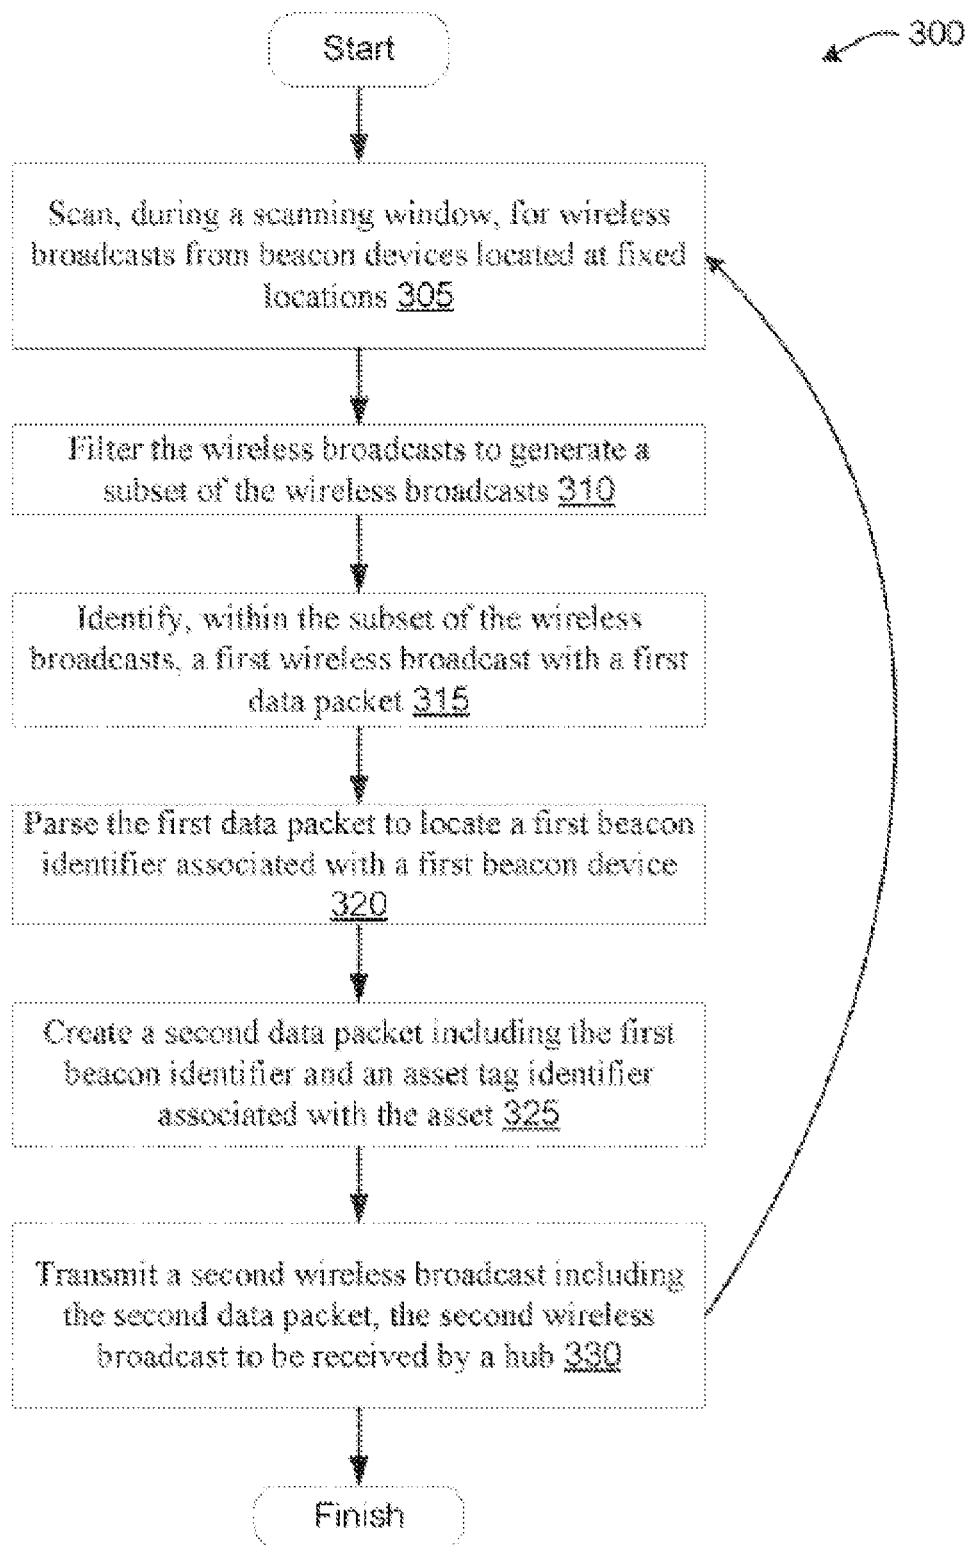 Start
300
Scan, during a scanning window, for wireless
broadcasts from beacon devices located at fixed
locations 305
Filter the wireless broadcasts to generate a
subset of the wireless broadcasts 310
Identify, within the subset of the wireless
broadcasts, a first wireless broadcast with a first
data packet 315
Parse the first data packet to locate a first beacon
identifier associated with a first beacon device
320
Create a second data packet including the first
beacon identifier and an asset tag identifier
associated with the asset 325
Transmit a second wireless broadcast including
the second data packet, the second wireless
broadcast to be received by a hub 330
Finish